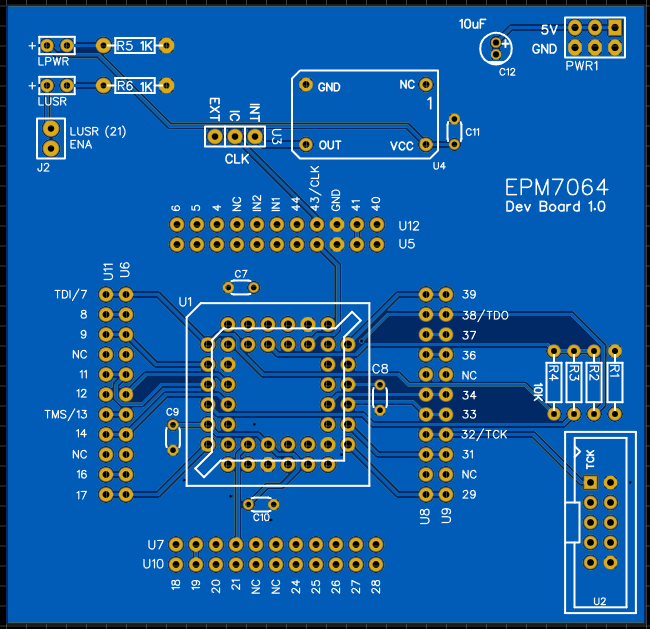 10uF
+
C12
5V
GND
PWR1
+
R5 1K
LPWR
+
R6 1K
LUSR
LUSR (21)
ENA
J2
EXT
IC
INT
U3
CLK
GND
NC
1
OUT
VCC
U4
C11
EPM7064
Dev Board 1.0
6
5
4
NC
IN2
IN1
44
43/CLK
GND
41
40
U12
U5
U11
U6
TDI/7
8
9
NC
11
12
TMS/13
14
NC
16
17
C7
U1
C8
C9
C10
39
38/TDO
37
36
NC
34
33
32/TCK
31
NC
29
U8
U9
10K
R4
R3
R2
R1
TCK
U2
U7
U10
18
19
20
21
NC
NC
24
25
26
27
28